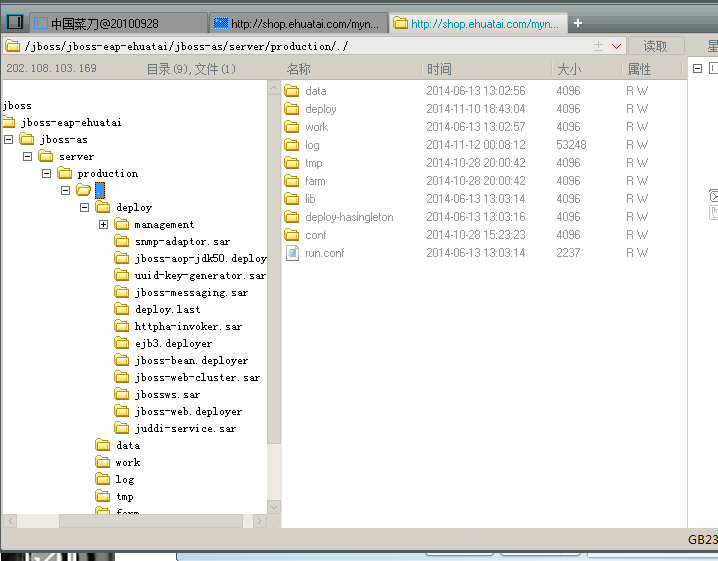 中国菜刀@20100928 http://shop.ehuatai.com/myn... http://shop.ehuatai.com/myn... +
/jboss/jboss-eap-ehuatai/jboss-as/server/production/./ 读取
202.108.103.169 目录(9),文件(1) 名称 时间 大小 属性
jboss
jboss-eap-ehuatai
jboss-as
server
production
.
deploy
management
snmp-adaptor.sar
jboss-aop-jdk50.deploy
uuid-key-generator.sar
jboss-messaging.sar
deploy.last
httpha-invoker.sar
ejb3.deployer
jboss-bean.deployer
jboss-web-cluster.sar
jbossws.sar
jboss-web.deployer
juddi-service.sar
data
work
log
tmp
farm
data 2014-06-13 13:02:56 4096 R W
deploy 2014-11-10 18:43:04 4096 R W
work 2014-06-13 13:02:57 4096 R W
log 2014-11-12 00:08:12 53248 R W
tmp 2014-10-28 20:00:42 4096 R W
farm 2014-10-28 20:00:42 4096 R W
lib 2014-06-13 13:03:14 4096 R W
deploy-hasingleton 2014-06-13 13:03:16 4096 R W
conf 2014-10-28 15:23:23 4096 R W
run.conf 2014-06-13 13:03:14 2237 R W
GB23